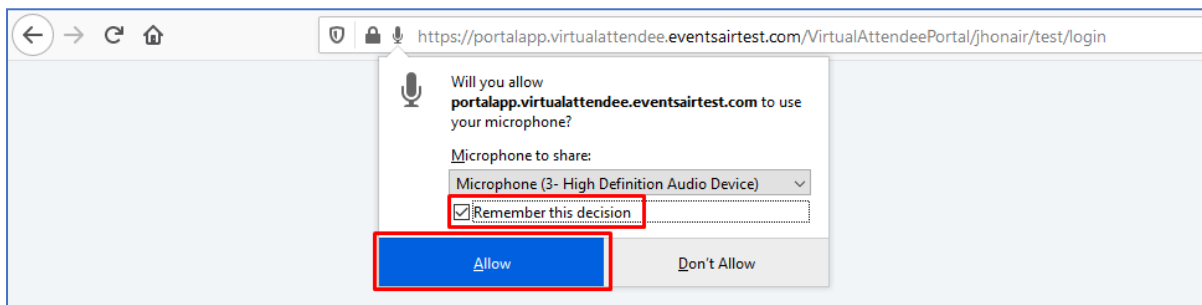 https://portalapp.virtualattendee.eventsairtest.com/VirtualAttendeePortal/jhonair/test/login
Will you allow
portalapp.virtualattendee.eventsairtest.com to use
your microphone?
Microphone to share:
Microphone (3- High Definition Audio Device)
Remember this decision
Allow
Don't Allow